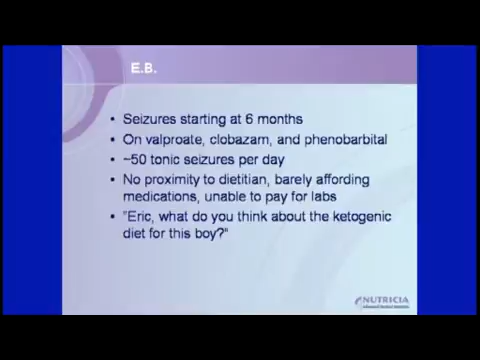 E.B.
• Seizures starting at 6 months
• On valproate, clobazam, and phenobarbital
• ~50 tonic seizures per day
• No proximity to dietitian, barely affording
medications, unable to pay for labs
• "Eric, what do you think about the ketogenic
diet for this boy?"
NUTRICIA